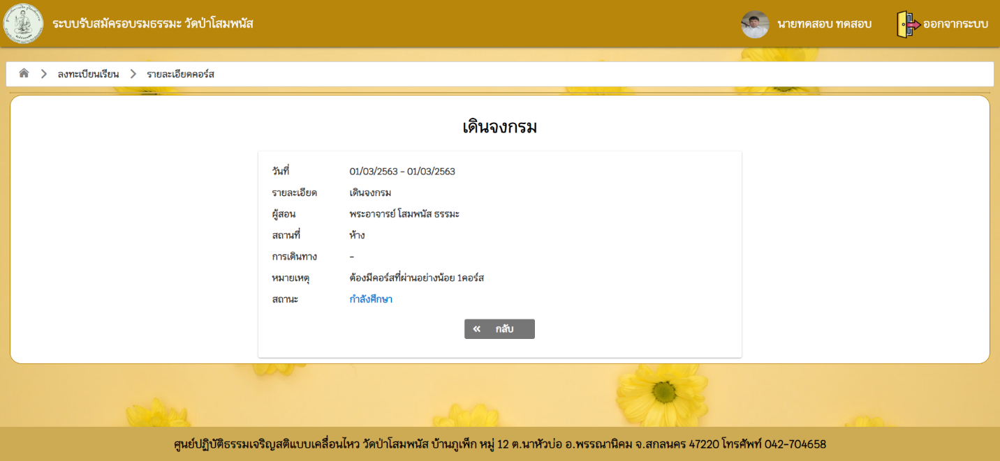 ระบบรับสมัครอบรมธรรมะ วัดป่าโสมพนัส
นายทดสอบ ทดสอบ
ออกจากระบบ
ลงทะเบียนเรียน > รายละเอียดคอร์ส
เดินจงกรม
วันที่ 01/03/2563 - 01/03/2563
รายละเอียด เดินจงกรม
ผู้สอน พระอาจารย์ โสมพนัส ธรรมะ
สถานที่ ห้าง
การเดินทาง -
หมายเหตุ ต้องมีคอร์สที่ผ่านอย่างน้อย 1คอร์ส
สถานะ กำลังศึกษา
« กลับ
ศูนย์ปฏิบัติธรรมเจริญสติแบบเคลื่อนไหว วัดป่าโสมพนัส บ้านภูเพ็ก หมู่ 12 ต.นาหัวบ่อ อ.พรรณานิคม จ.สกลนคร 47220 โทรศัพท์ 042-704658